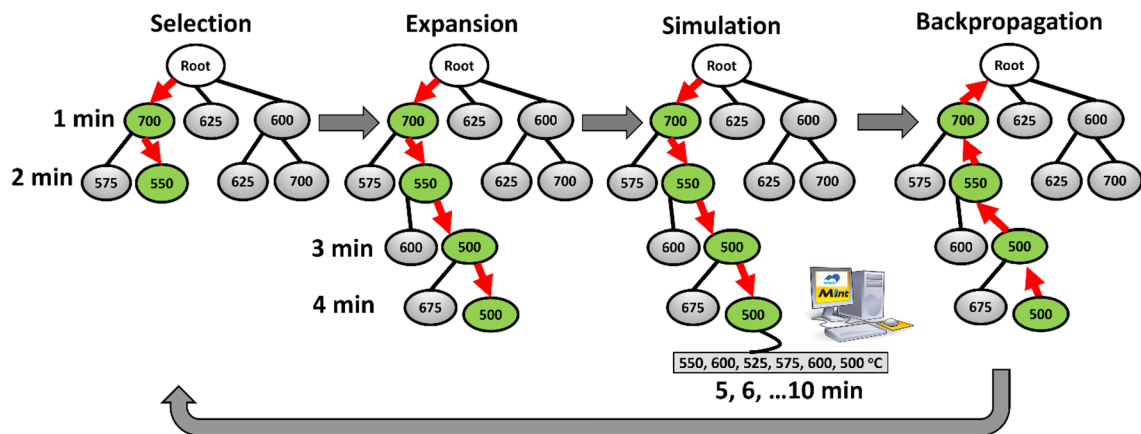 Selection Expansion Simulation Backpropagation
Root Root Root Root
1 min 700 625 600 700 625 600 700 625 600 700 625 600
2 min 575 550 625 700 575 550 625 700 575 550 625 700 575 550 625 700
3 min 600 500 600 500 600 500
4 min 675 500 675 500 675 500
Mint
550, 600, 525, 575, 600, 500 °C
5, 6, ...10 min